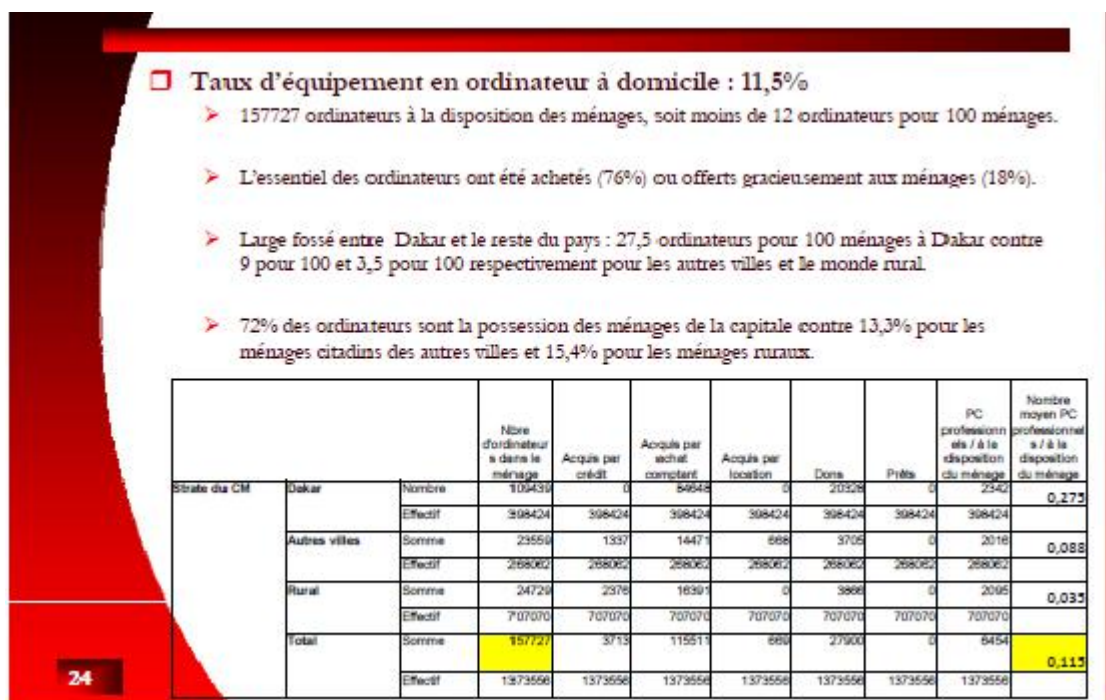 Taux d'équipement en ordinateur à domicile : 11,5%
157727 ordinateurs à la disposition des ménages, soit moins de 12 ordinateurs pour 100 ménages.
L'essentiel des ordinateurs ont été achetés (76%) ou offerts gracieusement aux ménages (18%).
Large fossé entre Dakar et le reste du pays : 27,5 ordinateurs pour 100 ménages à Dakar contre
9 pour 100 et 3,5 pour 100 respectivement pour les autres villes et le monde rural.
72% des ordinateurs sont la possession des ménages de la capitale contre 13,3% pour les
ménages citadins des autres villes et 15,4% pour les ménages ruraux.
Nbre d'ordinateurs dans le ménage Acquis par crédit Acquis par achat comptant Acquis par location Dons Prêts PC professionnels / à la disposition du ménage Nombre moyen PC professionnels / à la disposition du ménage
Strate du CM Dakar Nombre 109439 0 84648 0 20328 0 2342 0,275
Effectif 398424 398424 398424 398424 398424 398424 398424
Autres villes Somme 23559 1337 14471 668 3705 0 2016 0,088
Effectif 268062 268062 268062 268062 268062 268062 268062
Rural Somme 24729 2376 16391 0 3866 0 2095 0,035
Effectif 707070 707070 707070 707070 707070 707070 707070
Total Somme 157727 3713 115511 669 27900 0 6454 0,115
Effectif 1373556 1373556 1373556 1373556 1373556 1373556 1373556
24